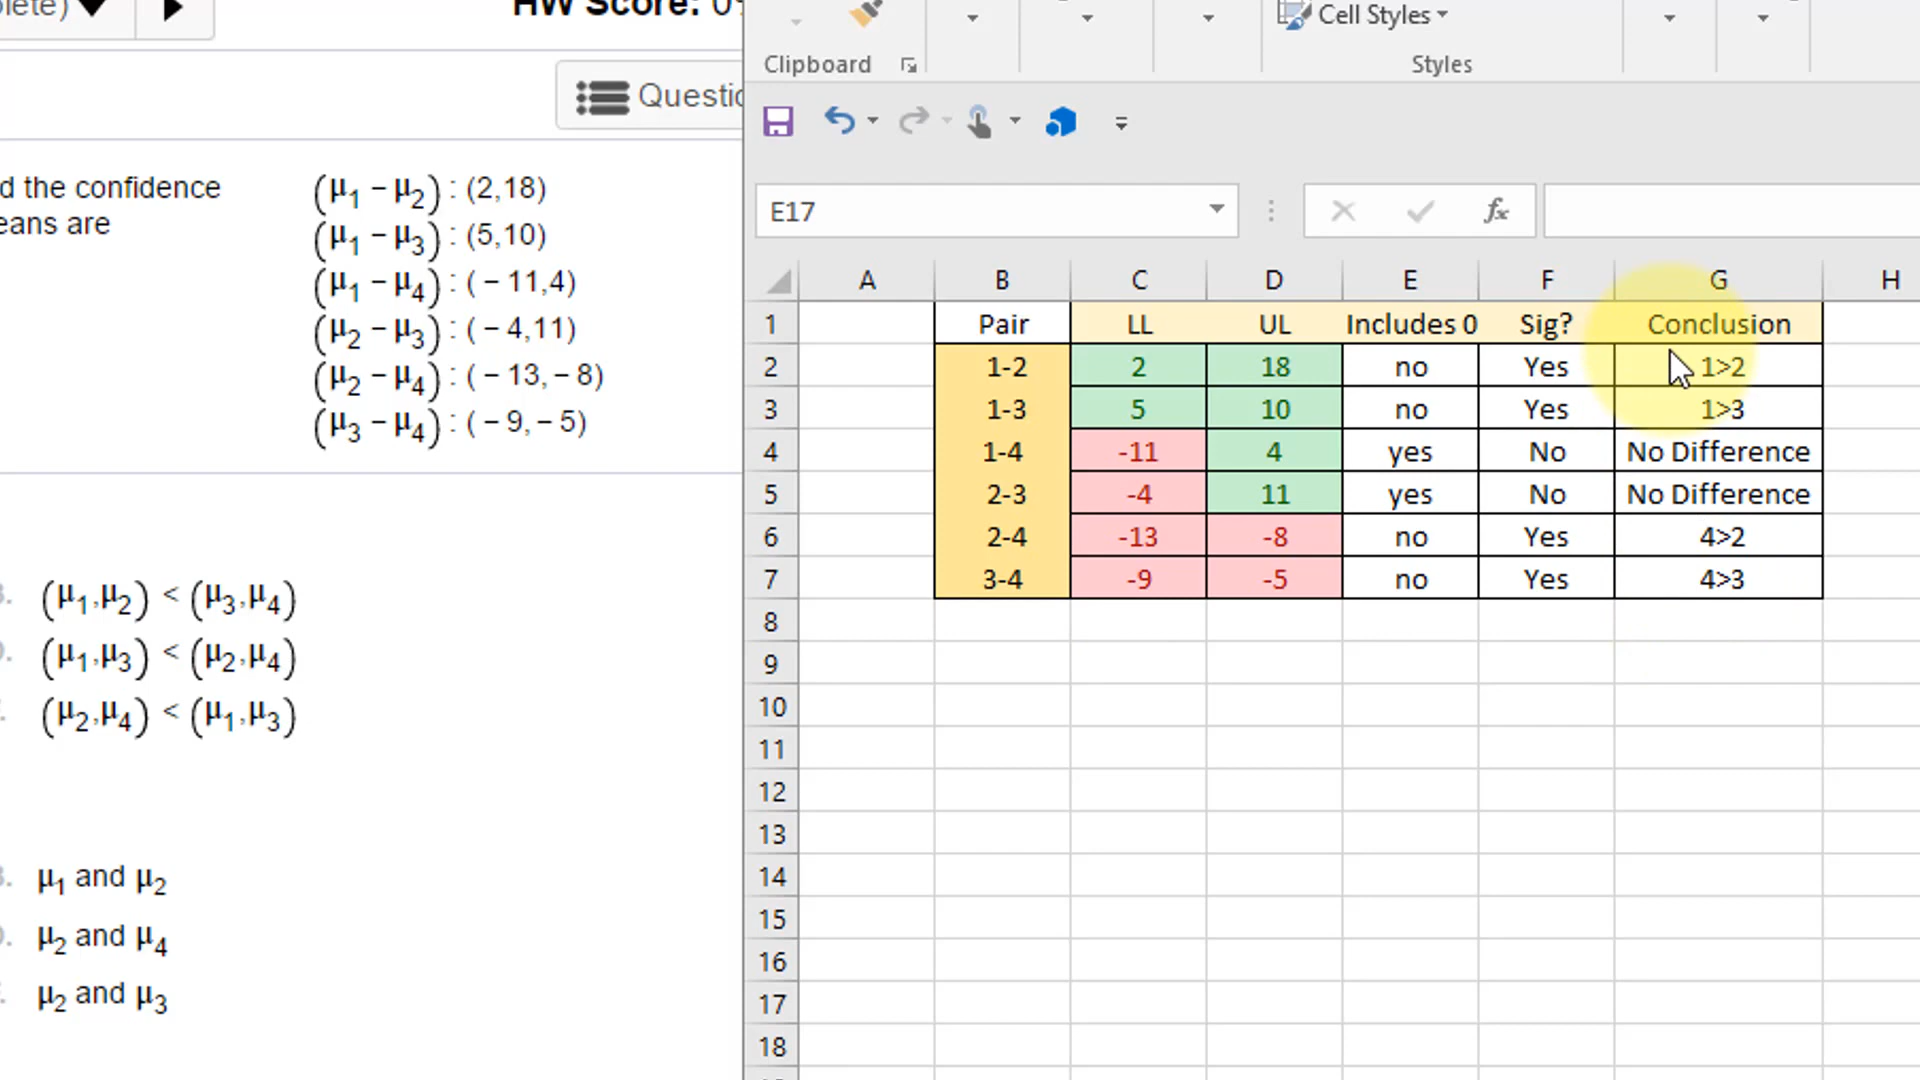 HW Score: 0
Questio
d the confidence
eans are
(μ1 − μ2) : (2,18)
(μ1 − μ3) : (5,10)
(μ1 − μ4) : ( − 11,4)
(μ2 − μ3) : ( − 4,11)
(μ2 − μ4) : ( − 13, − 8)
(μ3 − μ4) : ( − 9, − 5)
(μ1,μ2) < (μ3,μ4)
(μ1,μ3) < (μ2,μ4)
(μ2,μ4) < (μ1,μ3)
μ1 and μ2
μ2 and μ4
μ2 and μ3
Cell Styles
Clipboard Styles
E17 fx
A B C D E F G H
1 Pair LL UL Includes 0 Sig? Conclusion
2 1-2 2 18 no Yes 1>2
3 1-3 5 10 no Yes 1>3
4 1-4 -11 4 yes No No Difference
5 2-3 -4 11 yes No No Difference
6 2-4 -13 -8 no Yes 4>2
7 3-4 -9 -5 no Yes 4>3
8
9
10
11
12
13
14
15
16
17
18